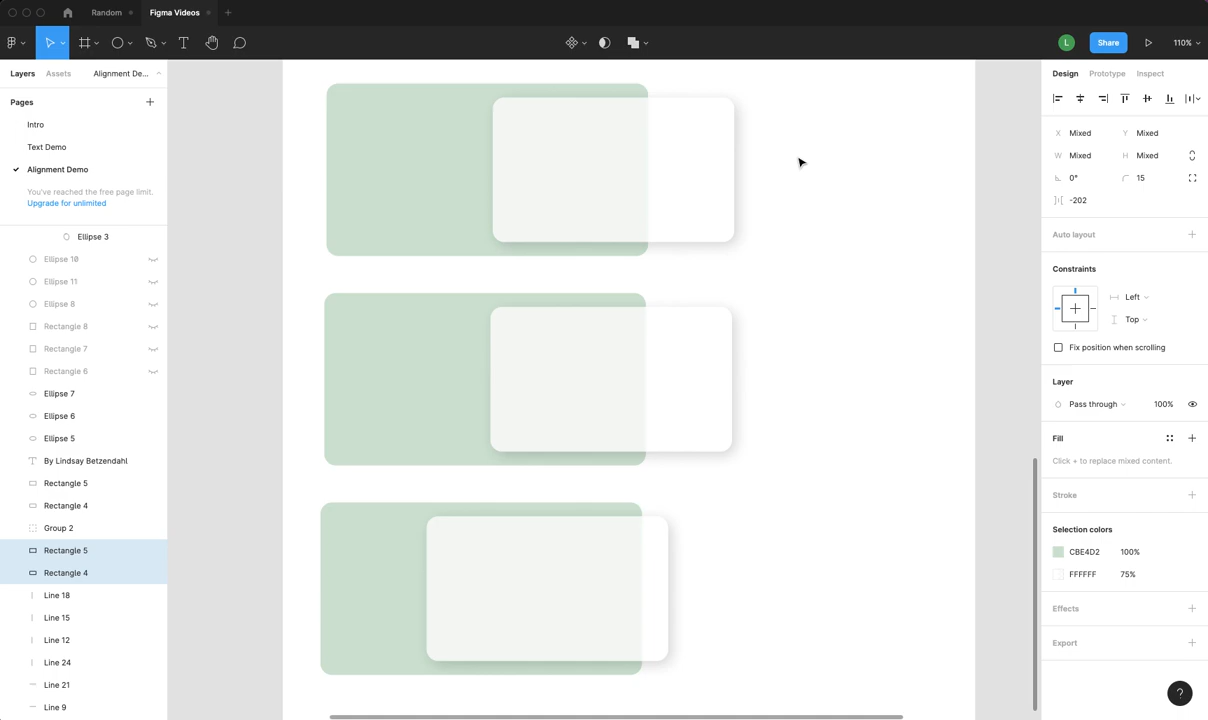 Random
Figma Videos
L
Share
110%
Layers
Assets
Alignment De...
Design
Prototype
Inspect
Pages
Intro
Text Demo
Alignment Demo
You've reached the free page limit.
Upgrade for unlimited
Ellipse 3
Ellipse 10
Ellipse 11
Ellipse 8
Rectangle 8
Rectangle 7
Rectangle 6
Ellipse 7
Ellipse 6
Ellipse 5
By Lindsay Betzendahl
Rectangle 5
Rectangle 4
Group 2
Rectangle 5
Rectangle 4
Line 18
Line 15
Line 12
Line 24
Line 21
Line 9
X Mixed Y Mixed
W Mixed H Mixed
0° 15
-202
Auto layout
Constraints
Left
Top
Fix position when scrolling
Layer
Pass through 100%
Fill
Click + to replace mixed content.
Stroke
Selection colors
CBE4D2 100%
FFFFFF 75%
Effects
Export
?